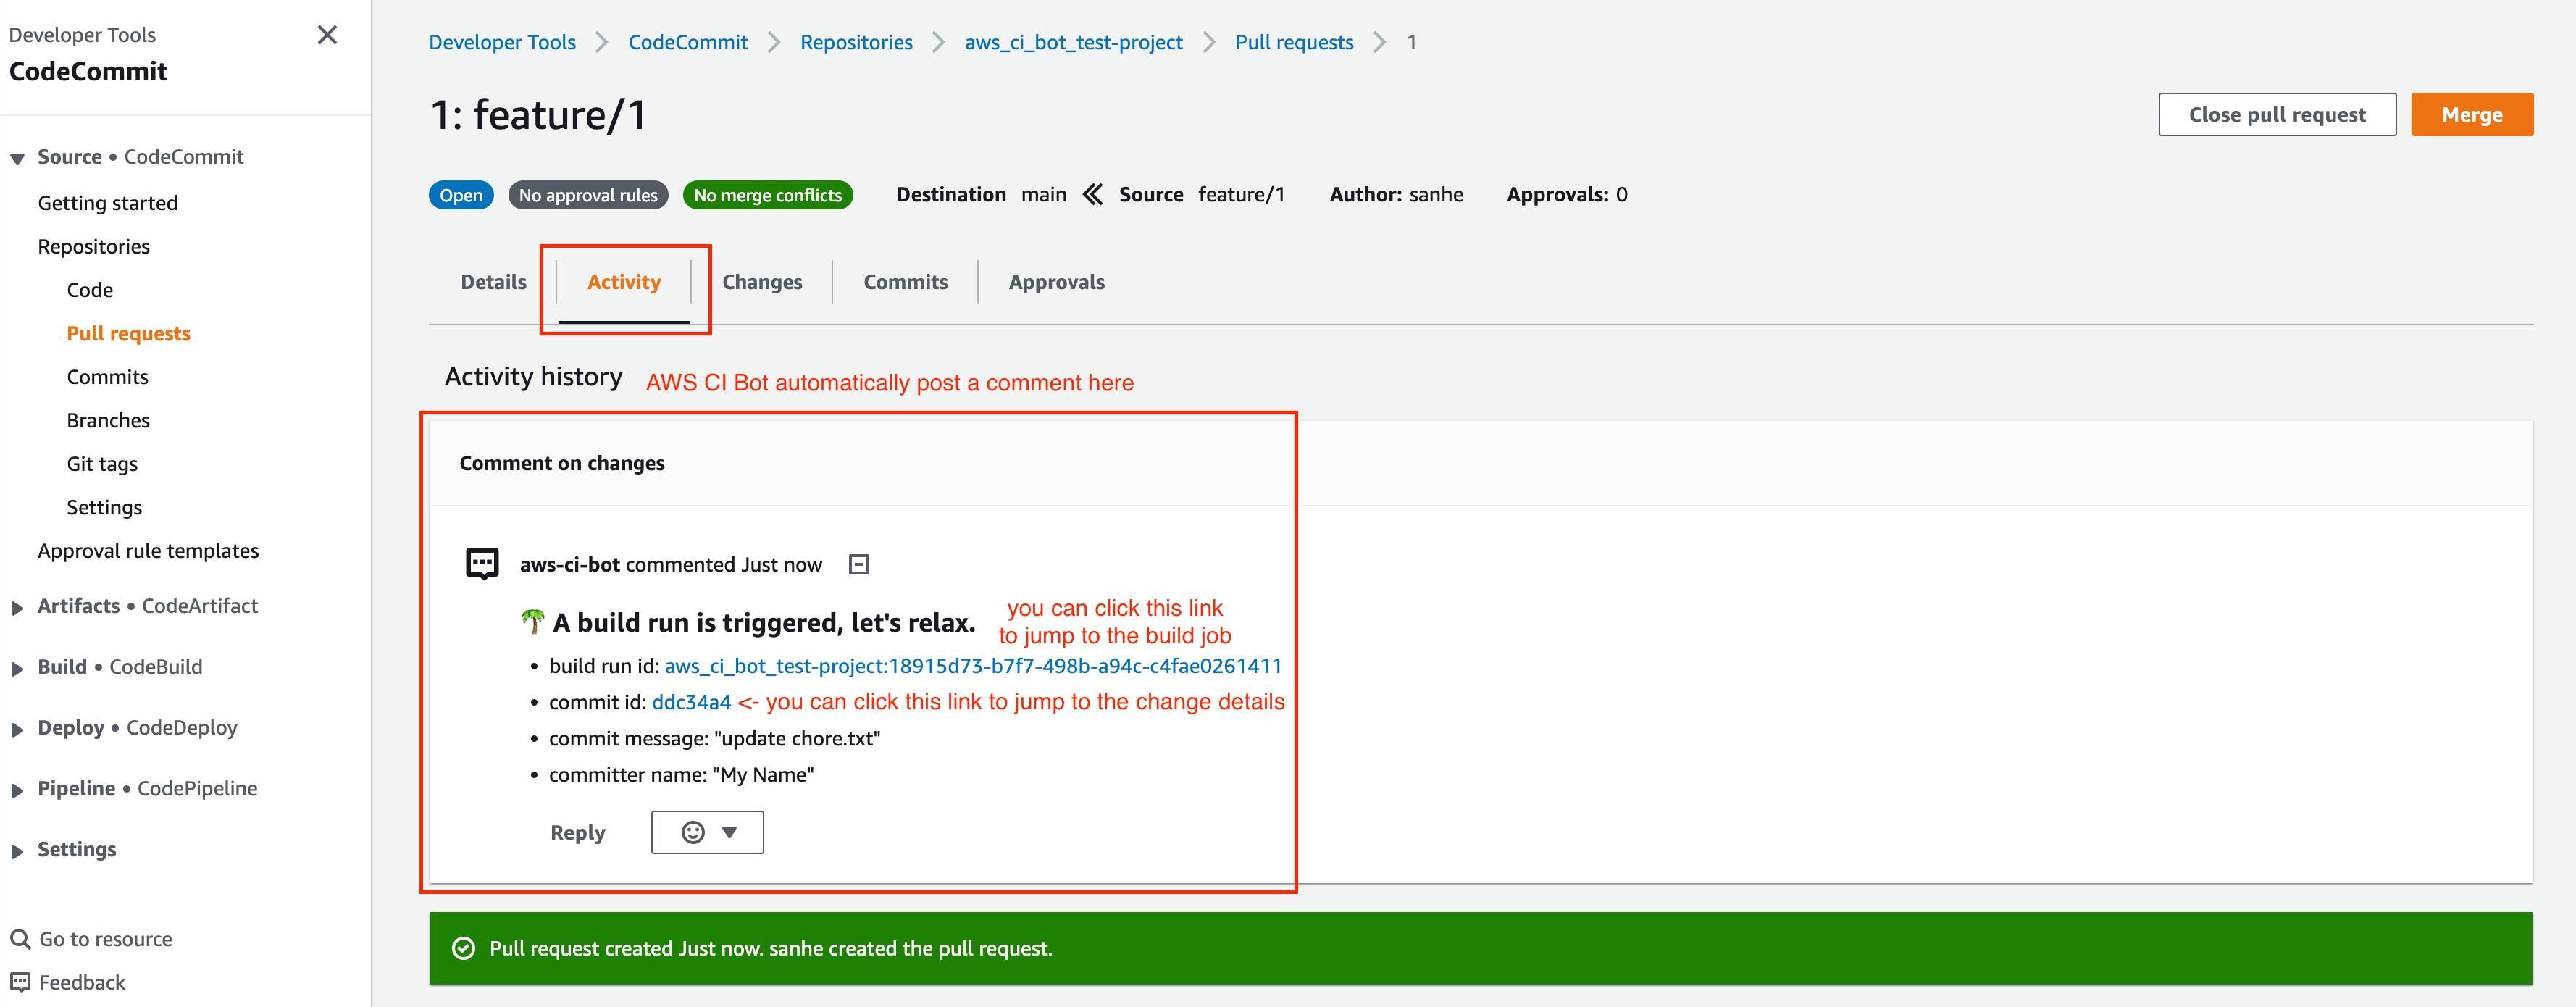 Developer Tools
CodeCommit
Source • CodeCommit
Getting started
Repositories
Code
Pull requests
Commits
Branches
Git tags
Settings
Approval rule templates
Artifacts • CodeArtifact
Build • CodeBuild
Deploy • CodeDeploy
Pipeline • CodePipeline
Settings
Go to resource
Feedback
Developer Tools > CodeCommit > Repositories > aws_ci_bot_test-project > Pull requests > 1
1: feature/1
Close pull request
Merge
Open No approval rules No merge conflicts Destination main Source feature/1 Author: sanhe Approvals: 0
Details Activity Changes Commits Approvals
Activity history AWS CI Bot automatically post a comment here
Comment on changes
aws-ci-bot commented Just now
🌴 A build run is triggered, let's relax.
you can click this link
to jump to the build job
• build run id: aws_ci_bot_test-project:18915d73-b7f7-498b-a94c-c4fae0261411
• commit id: ddc34a4 <- you can click this link to jump to the change details
• commit message: "update chore.txt"
• committer name: "My Name"
Reply
Pull request created Just now. sanhe created the pull request.